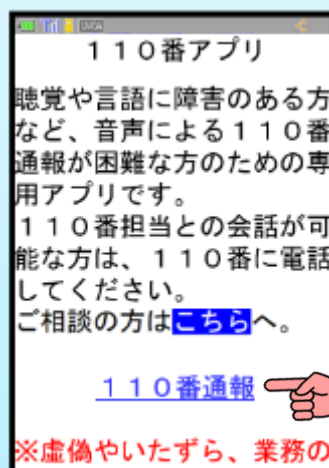 110番アプリ
聴覚や言語に障害のある方
など、音声による110番
通報が困難な方のための専
用アプリです。
110番担当との会話が可
能な方は、110番に電話
してください。
ご相談の方はこちらへ。
110番通報
※虚偽やいたずら、業務の